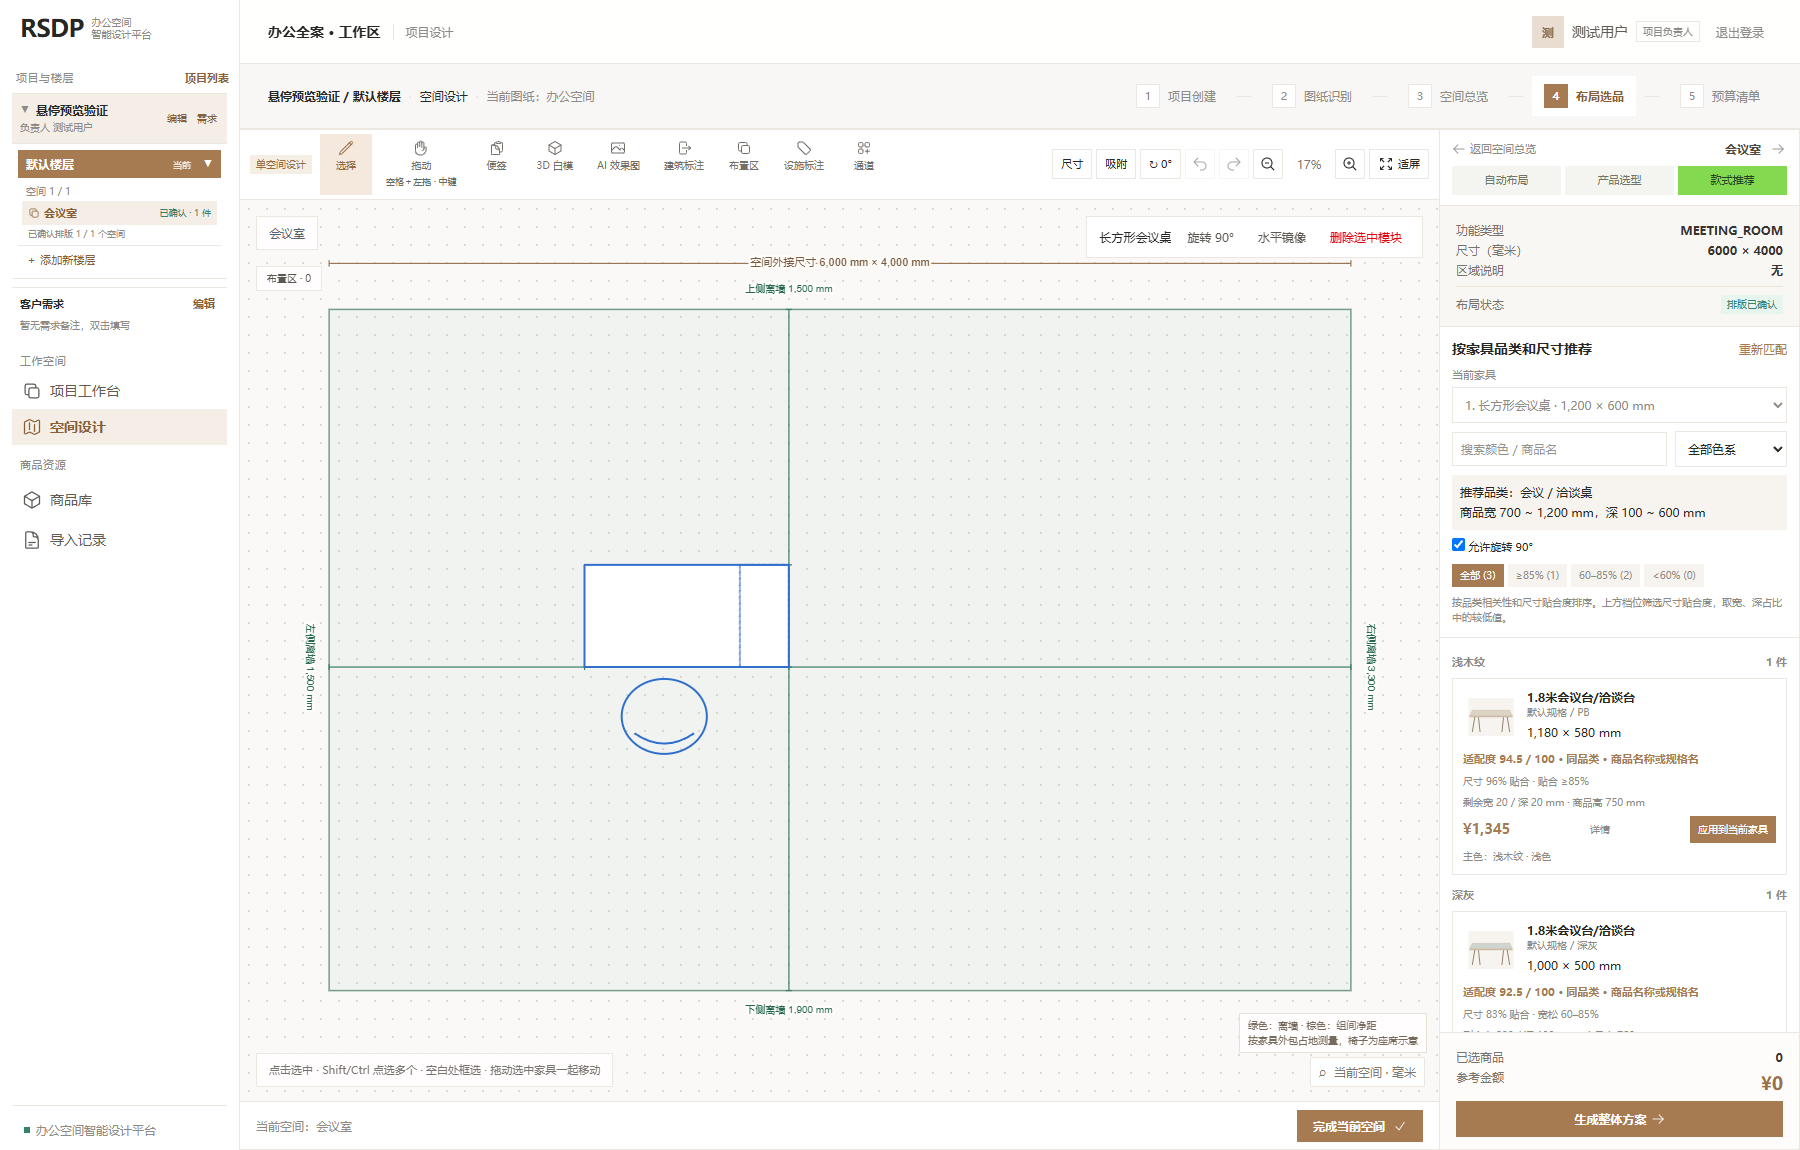 RSDP 办公空间
智能设计平台
项目与楼层 项目列表
悬停预览验证
负责人 测试用户
编辑 需求
默认楼层 当前
空间 1 / 1
会议室 已确认 · 1 件
已确认排版 1 / 1 个空间
+ 添加新楼层
客户需求 编辑
暂无需求备注，双击填写
工作空间
项目工作台
空间设计
商品资源
商品库
导入记录
办公空间智能设计平台
办公全案 • 工作区 项目设计
测 测试用户 项目负责人 退出登录
悬停预览验证 / 默认楼层 · 空间设计 · 当前图纸：办公空间
1 项目创建 2 图纸识别 3 空间总览 4 布局选品 5 预算清单
单空间设计 选择 拖动 便签 3D 白模 AI 效果图 建筑标注 布置区 设施标注 通道
空格 + 左拖 · 中键
尺寸 吸附 ↻ 0° 17% 适屏
会议室
长方形会议桌 旋转 90° 水平镜像 删除选中模块
布置区 · 0
空间外接尺寸 6,000 mm × 4,000 mm
上侧离墙 1,500 mm
左侧离墙 1,500 mm
右侧离墙 3,300 mm
下侧离墙 1,900 mm
绿色：离墙 · 棕色：组间净距
按家具外包占地测量，椅子为座席示意
点击选中 · Shift/Ctrl 点选多个 · 空白处框选 · 拖动选中家具一起移动
当前空间 · 毫米
当前空间：会议室 完成当前空间
返回空间总览 会议室
自动布局 产品选型 款式推荐
功能类型 MEETING_ROOM
尺寸（毫米） 6000 × 4000
区域说明 无
布局状态 排版已确认
按家具品类和尺寸推荐 重新匹配
当前家具
1. 长方形会议桌 · 1,200 × 600 mm
搜索颜色 / 商品名 全部色系
推荐品类：会议 / 洽谈桌
商品宽 700 ~ 1,200 mm，深 100 ~ 600 mm
允许旋转 90°
全部 (3) ≥85% (1) 60–85% (2) <60% (0)
按品类相关性和尺寸贴合度排序。上方档位筛选尺寸贴合度，取宽、深占比
中的较低值。
浅木纹 1 件
1.8米会议台/洽谈台
默认规格 / PB
1,180 × 580 mm
适配度 94.5 / 100 • 同品类 • 商品名称或规格名
尺寸 96% 贴合 · 贴合 ≥85%
剩余宽 20 / 深 20 mm · 商品高 750 mm
¥1,345 详情 应用到当前家具
主色：浅木纹 · 浅色
深灰 1 件
1.8米会议台/洽谈台
默认规格 / 深灰
1,000 × 500 mm
适配度 92.5 / 100 • 同品类 • 商品名称或规格名
尺寸 83% 贴合 · 宽松 60–85%
已选商品 0
参考金额 ¥0
生成整体方案